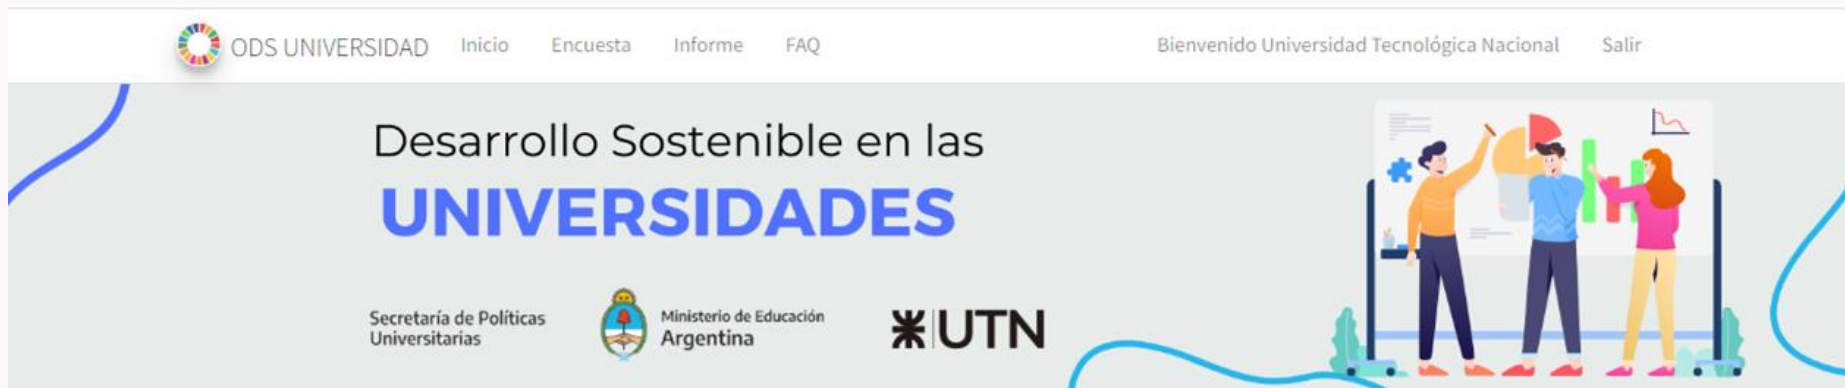 ODS UNIVERSIDAD Inicio Encuesta Informe FAQ Bienvenido Universidad Tecnológica Nacional Salir
Desarrollo Sostenible en las
UNIVERSIDADES
Secretaría de Políticas
Universitarias
Ministerio de Educación
Argentina
UTN